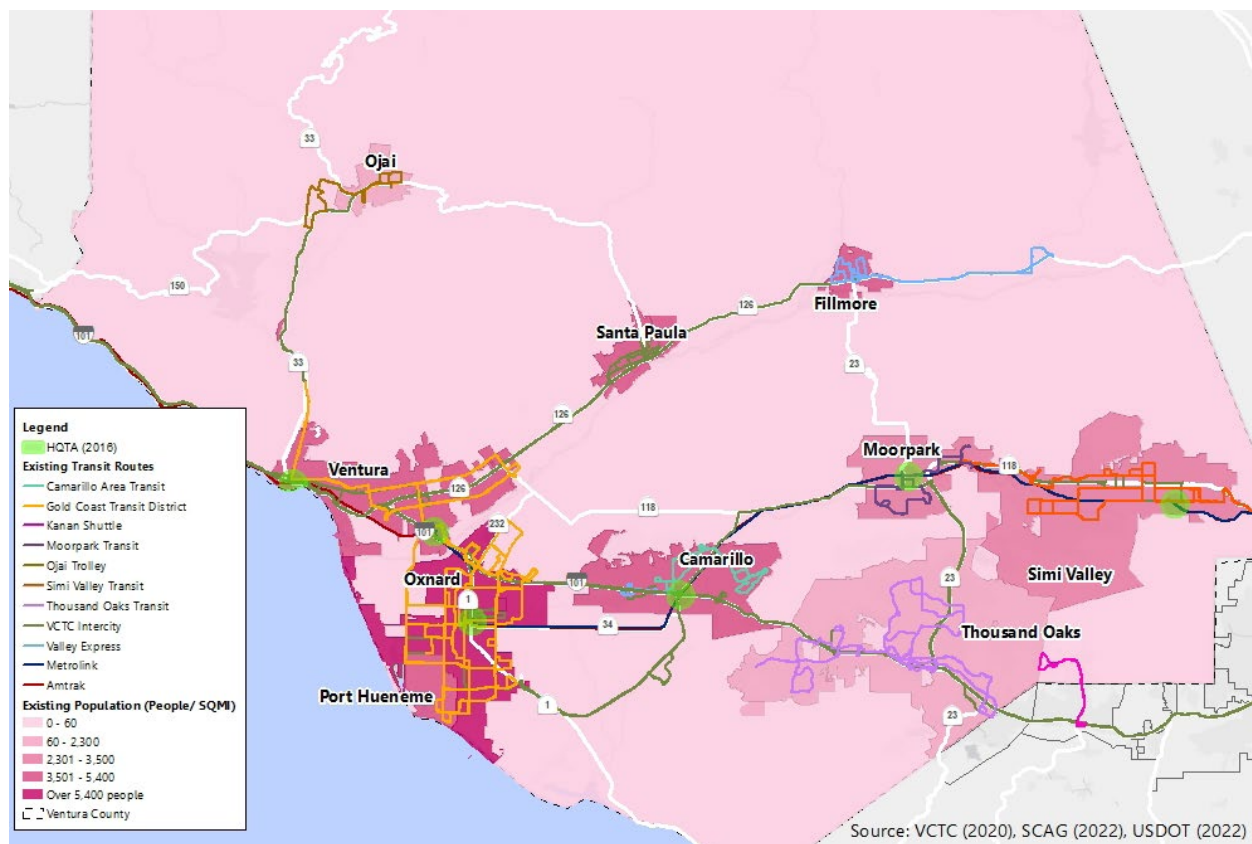 33
Ojai
150
126
Fillmore
Santa Paula
101
33
23
126
Moorpark
Ventura
118
126
118
101
232
Camarillo
Oxnard
101
23
Simi Valley
1
34
Thousand Oaks
Port Hueneme
1
23
Legend
HQTA (2016)
Existing Transit Routes
Camarillo Area Transit
Gold Coast Transit District
Kanan Shuttle
Moorpark Transit
Ojai Trolley
Simi Valley Transit
Thousand Oaks Transit
VCTC Intercity
Valley Express
Metrolink
Amtrak
Existing Population (People/ SQMI)
0 - 60
60 - 2,300
2,301 - 3,500
3,501 - 5,400
Over 5,400 people
Ventura County
Source: VCTC (2020), SCAG (2022), USDOT (2022)